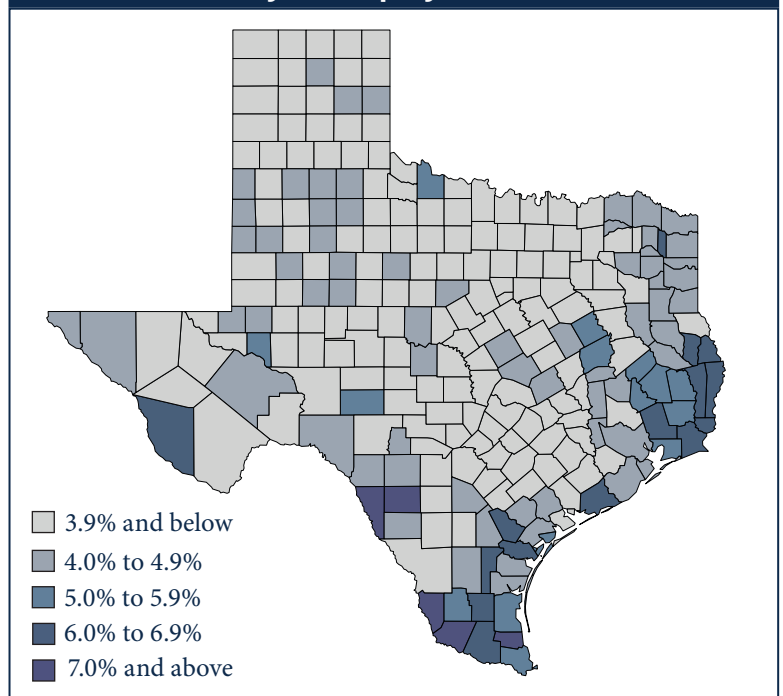 3.9% and below
4.0% to 4.9%
5.0% to 5.9%
6.0% to 6.9%
7.0% and above